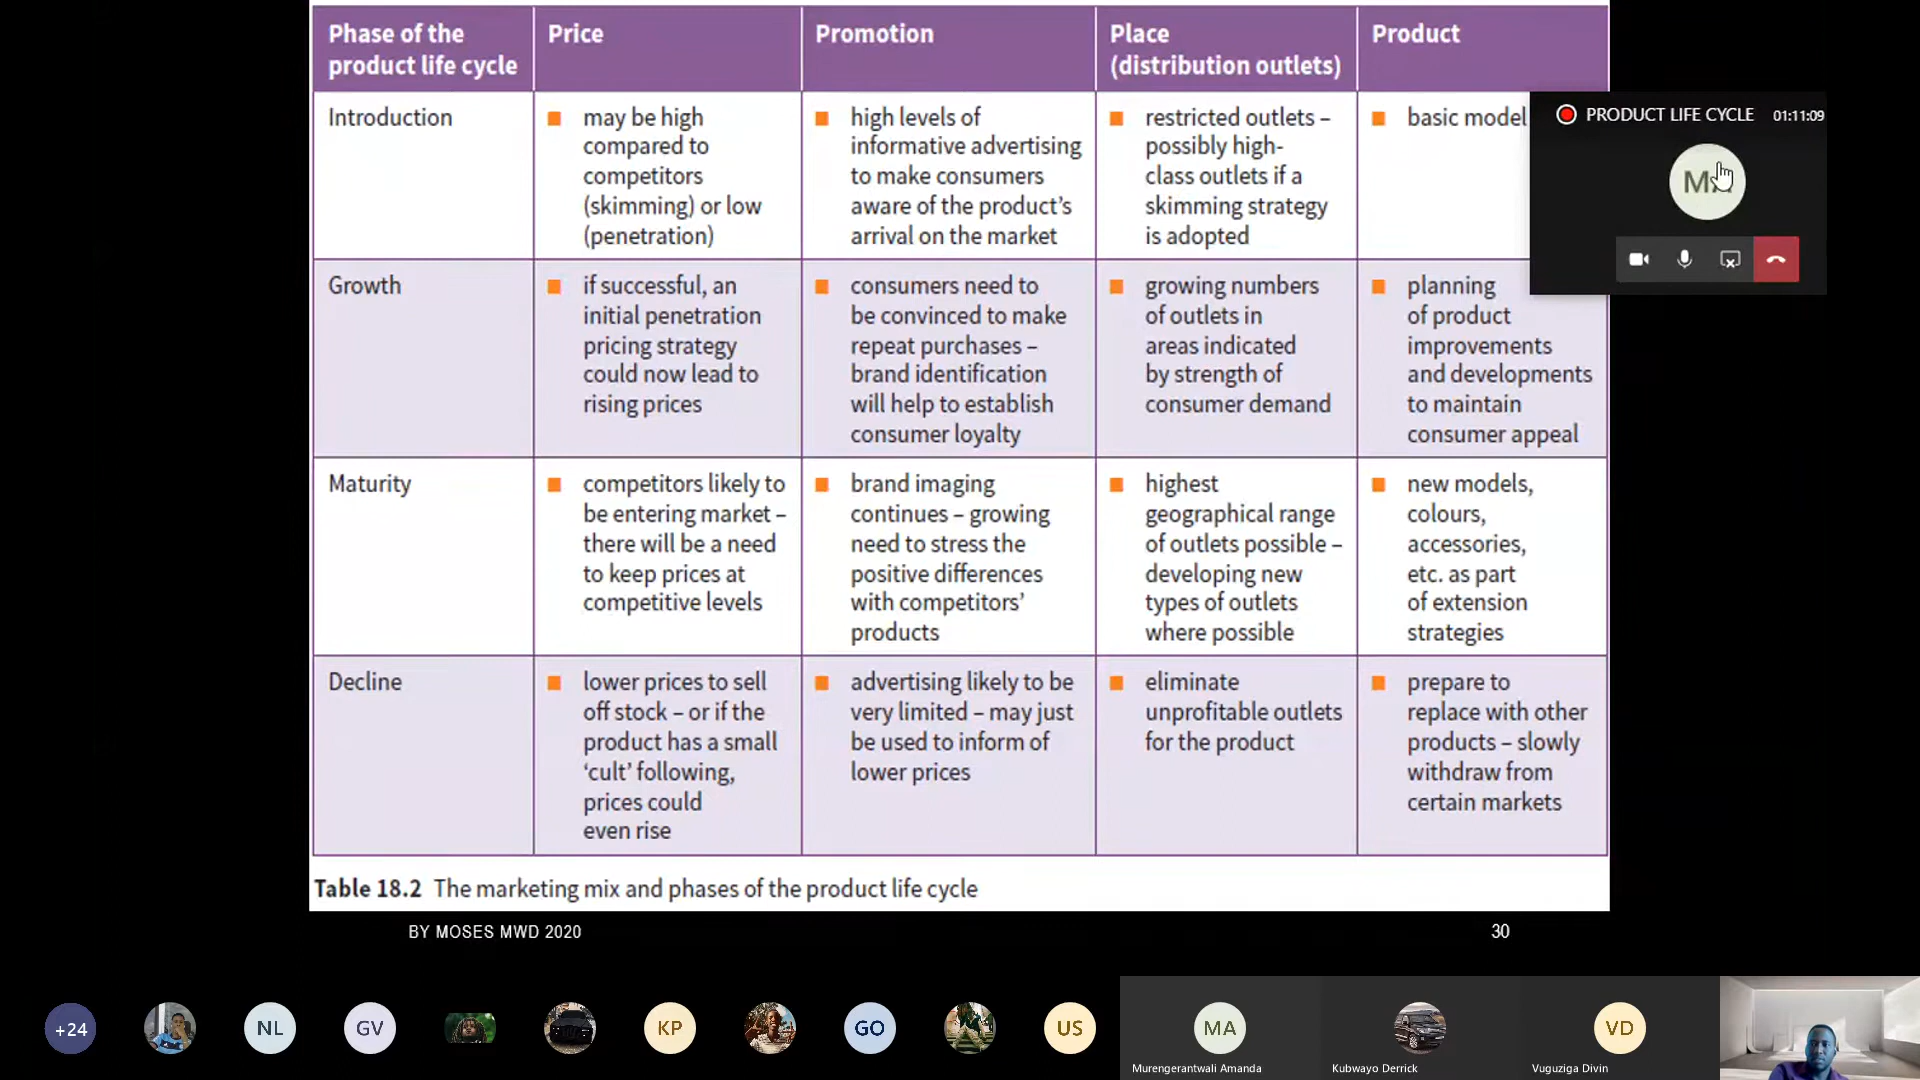 Phase of the
product life cycle
Price
Promotion
Place
(distribution outlets)
Product
Introduction
may be high
compared to
competitors
(skimming) or low
(penetration)
high levels of
informative advertising
to make consumers
aware of the product’s
arrival on the market
restricted outlets –
possibly high-
class outlets if a
skimming strategy
is adopted
basic model
Growth
if successful, an
initial penetration
pricing strategy
could now lead to
rising prices
consumers need to
be convinced to make
repeat purchases –
brand identification
will help to establish
consumer loyalty
growing numbers
of outlets in
areas indicated
by strength of
consumer demand
planning
of product
improvements
and developments
to maintain
consumer appeal
Maturity
competitors likely to
be entering market –
there will be a need
to keep prices at
competitive levels
brand imaging
continues – growing
need to stress the
positive differences
with competitors’
products
highest
geographical range
of outlets possible –
developing new
types of outlets
where possible
new models,
colours,
accessories,
etc. as part
of extension
strategies
Decline
lower prices to sell
off stock – or if the
product has a small
‘cult’ following,
prices could
even rise
advertising likely to be
very limited – may just
be used to inform of
lower prices
eliminate
unprofitable outlets
for the product
prepare to
replace with other
products – slowly
withdraw from
certain markets
Table 18.2 The marketing mix and phases of the product life cycle
BY MOSES MWD 2020
30
PRODUCT LIFE CYCLE 01:11:09
+24
NL
GV
KP
GO
US
MA
VD
Murengerantwali Amanda
Kubwayo Derrick
Vuguziga Divin